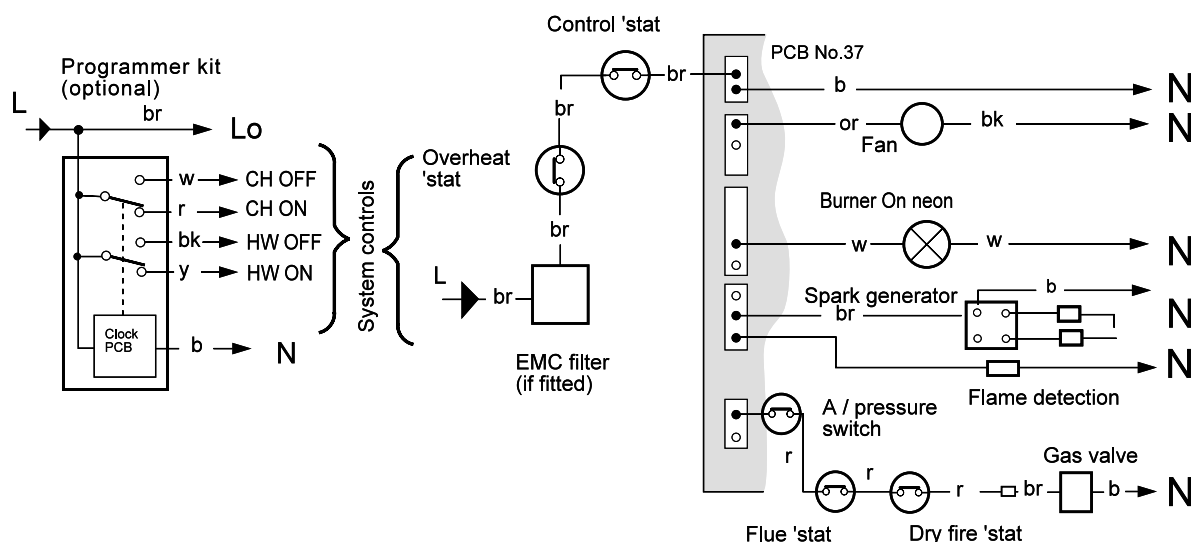 Control 'stat
PCB No.37
Programmer kit
(optional)
L
br
Lo
br
br
b
N
or
Fan
bk
N
w
CH OFF
r
CH ON
bk
HW OFF
y
HW ON
System controls
Overheat
'stat
br
Burner On neon
w
w
N
L
br
Spark generator
br
b
N
Clock
PCB
b
N
EMC filter
(if fitted)
N
Flame detection
A / pressure
switch
r
r
r
br
Gas valve
b
N
Flue 'stat
Dry fire 'stat